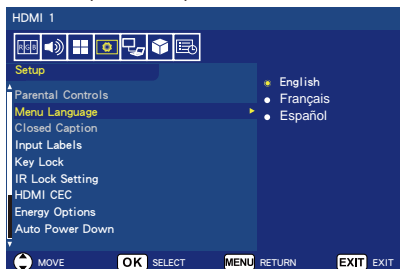 HDMI 1
RGB
Setup
Parental Controls
Menu Language
Closed Caption
Input Labels
Key Lock
IR Lock Setting
HDMI CEC
Energy Options
Auto Power Down
English
Français
Español
MOVE OK SELECT MENU RETURN EXIT EXIT